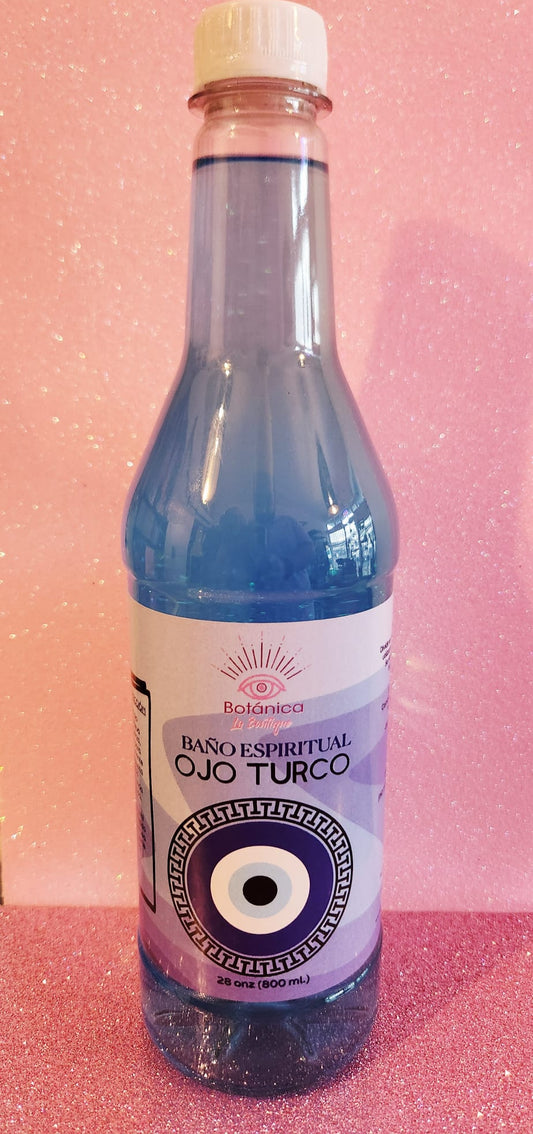 Botánica
La Boutique
BAÑO ESPIRITUAL
OJO TURCO
28 onz (800 ml.)